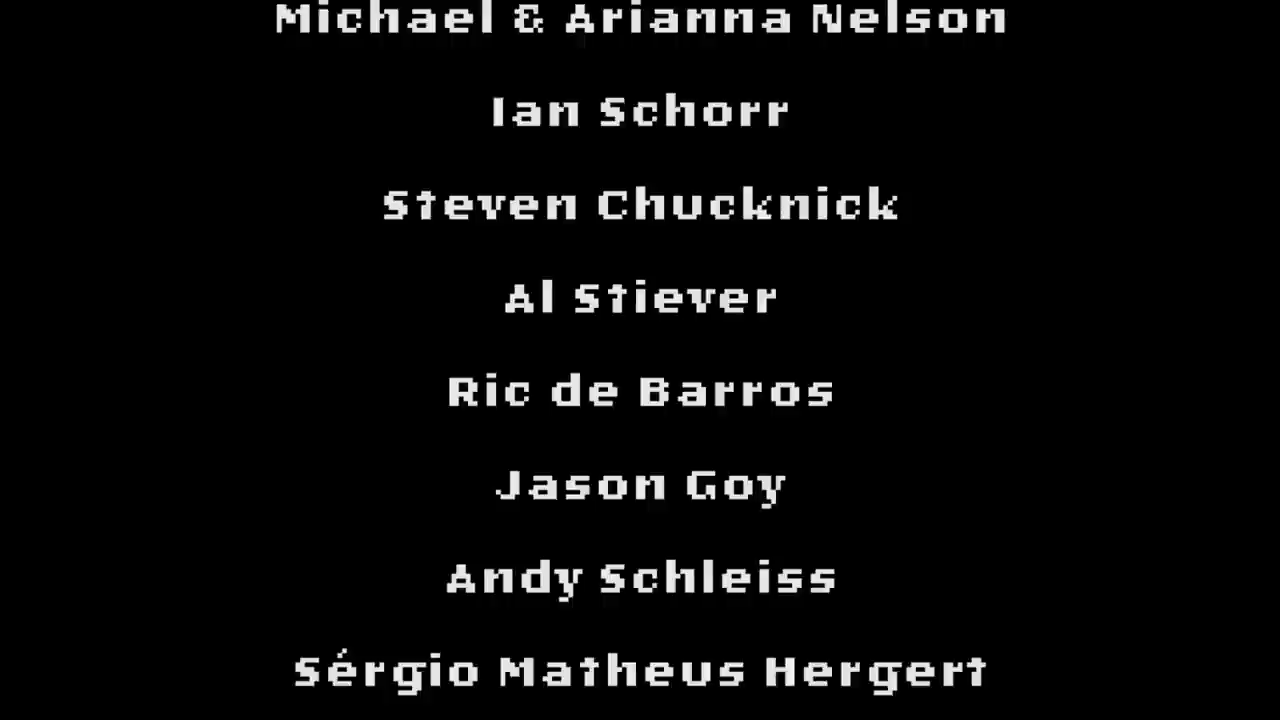 Michael & Arianna Nelson
Ian Schorr
Steven Chucknick
Al Stiever
Ric de Barros
Jason Goy
Andy Schleiss
Sérgio Matheus Hergert